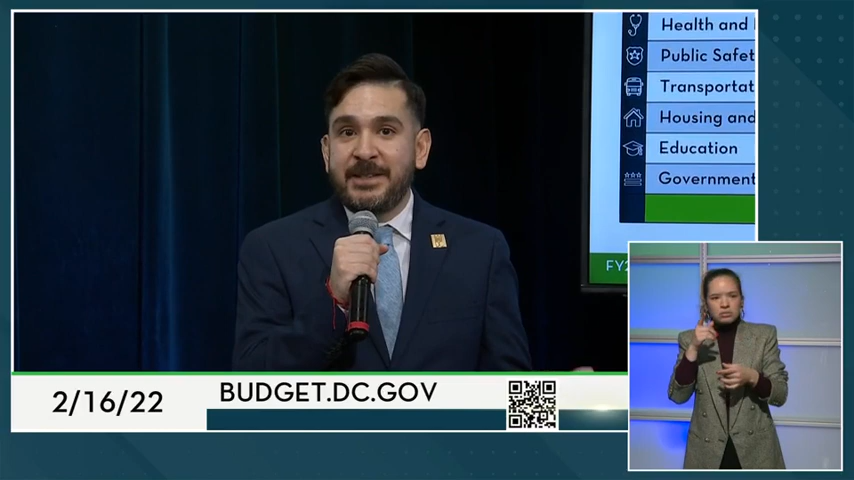 Health and
Public Safet
Transportat
Housing and
Education
Government
FY2
2/16/22
BUDGET.DC.GOV